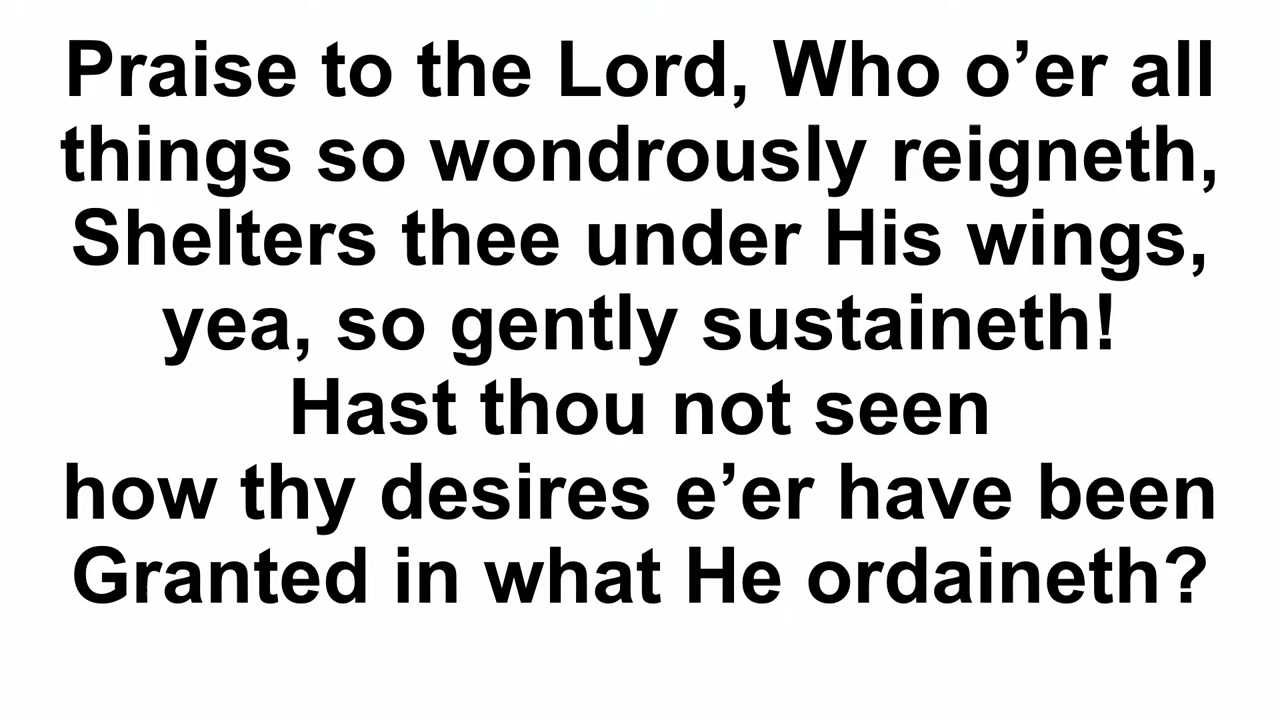 Praise to the Lord, Who o’er all
things so wondrously reigneth,
Shelters thee under His wings,
yea, so gently sustaineth!
Hast thou not seen
how thy desires e’er have been
Granted in what He ordaineth?